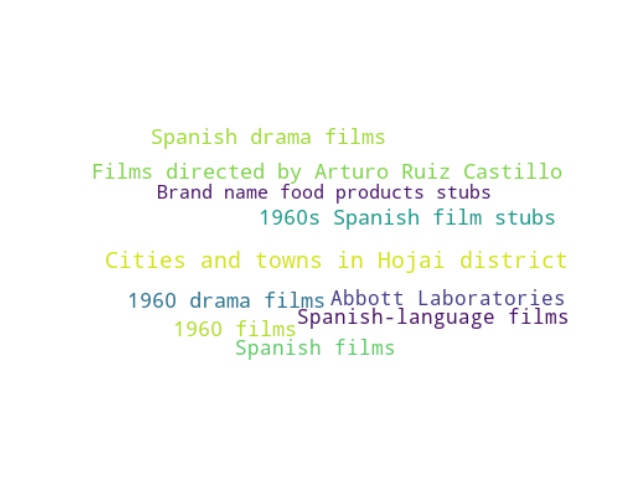 Spanish drama films
Films directed by Arturo Ruiz Castillo
Brand name food products stubs
1960s Spanish film stubs
Cities and towns in Hojai district
1960 drama films
Abbott Laboratories
Spanish-language films
1960 films
Spanish films